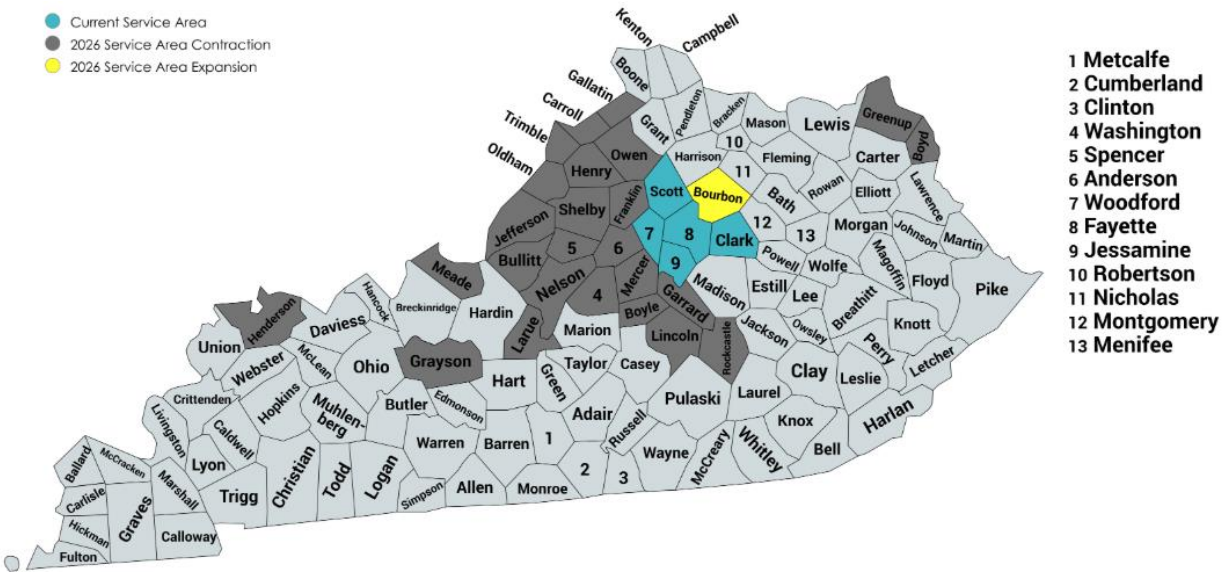 Current Service Area
2026 Service Area Contraction
2026 Service Area Expansion
Kenton
Campbell
Boone
Gallatin
Carroll
Trimble
Oldham
Grant
Pendleton
Bracken
Mason
Lewis
Greenup
Boyd
10
Owen
Henry
Harrison
11
Fleming
Carter
Scott
Bourbon
Bath
Rowan
Elliott
Lawrence
Franklin
Shelby
Jefferson
7
8
Clark
12
13
Morgan
Johnson
Martin
Bullitt
5
6
9
Powell
Wolfe
Magoffin
Floyd
Pike
Meade
Nelson
Mercer
Madison
Estill
Lee
Breathitt
Knott
Henderson
Hancock
Breckinridge
Hardin
4
Boyle
Garrard
Daviess
Larue
Marion
Lincoln
Rockcastle
Jackson
Owsley
Perry
Letcher
Union
Webster
McLean
Ohio
Grayson
Hart
Green
Taylor
Casey
Pulaski
Laurel
Clay
Leslie
Harlan
Crittenden
Hopkins
Muhlen-
berg
Butler
Edmonson
Adair
Russell
Knox
Bell
Livingston
Caldwell
Lyon
Warren
Barren
1
Wayne
McCreary
Whitley
Ballard
McCracken
Marshall
Trigg
Christian
Todd
Logan
Simpson
Allen
Monroe
2
3
Carlisle
Graves
Hickman
Fulton
Calloway
1 Metcalfe
2 Cumberland
3 Clinton
4 Washington
5 Spencer
6 Anderson
7 Woodford
8 Fayette
9 Jessamine
10 Robertson
11 Nicholas
12 Montgomery
13 Menifee